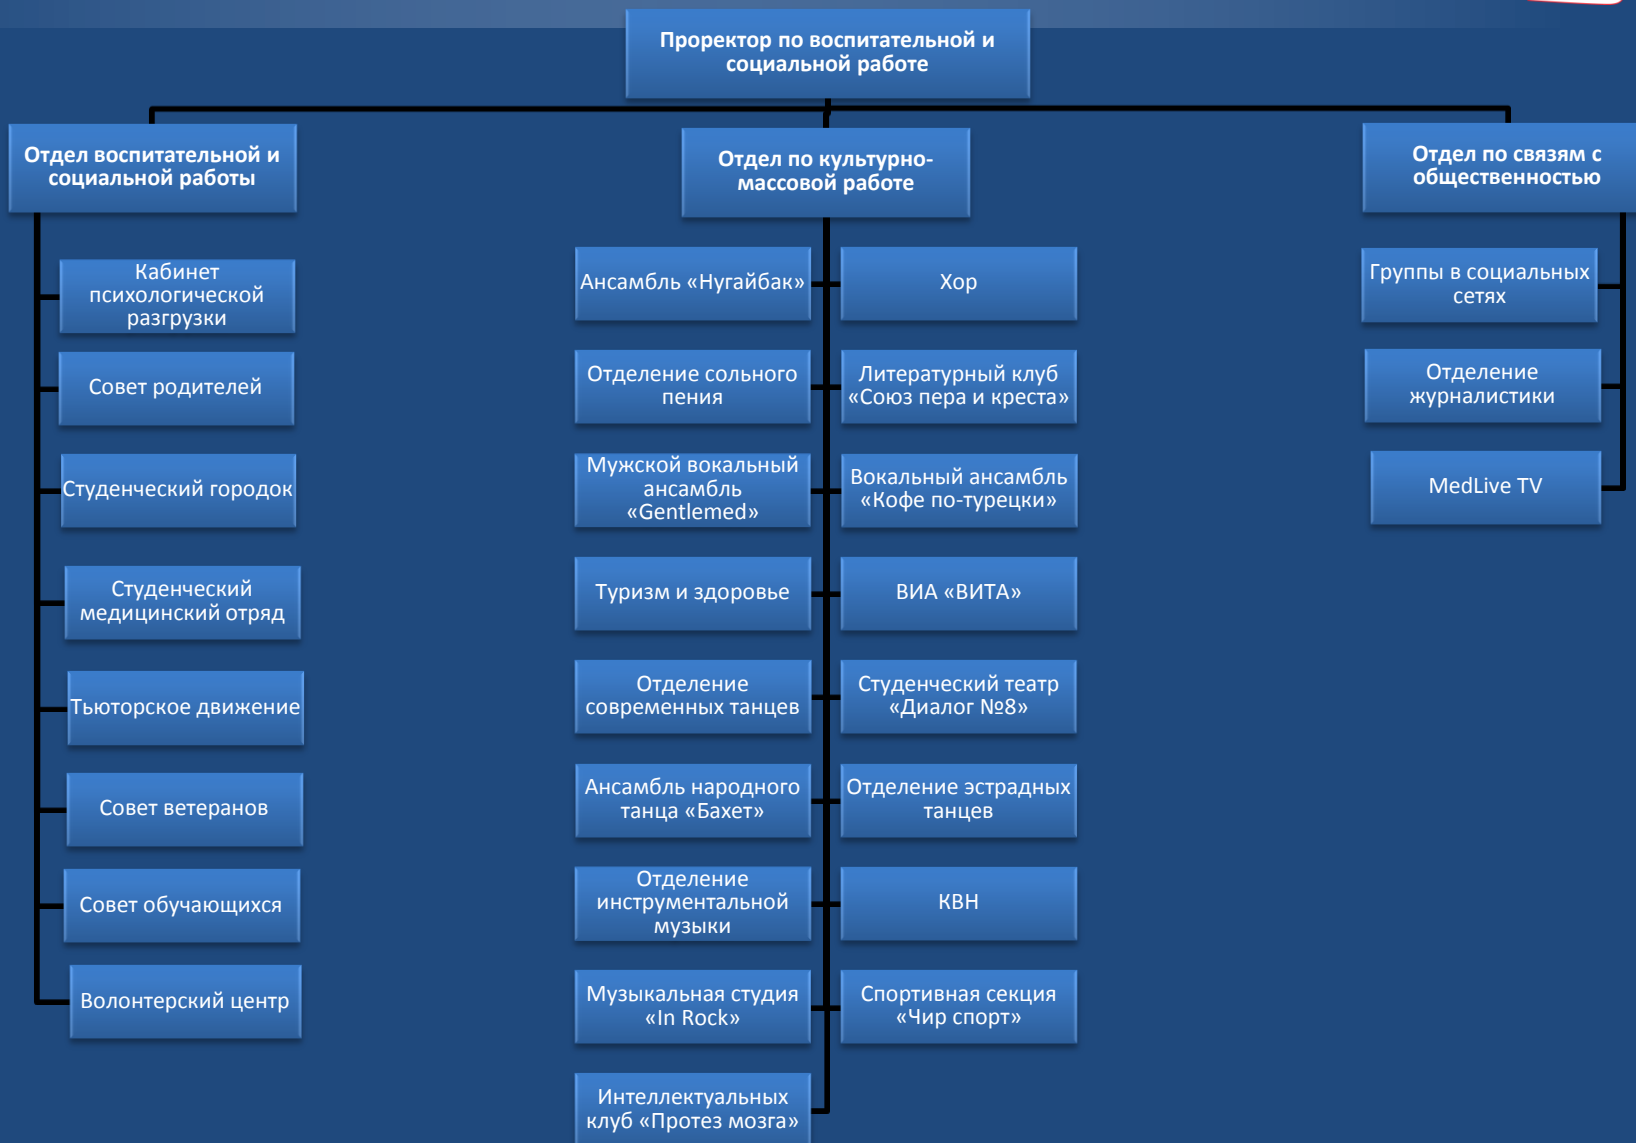 Проректор по воспитательной и
социальной работе
Отдел воспитательной и
социальной работы
Кабинет
психологической
разгрузки
Совет родителей
Студенческий городок
Студенческий
медицинский отряд
Тьюторское движение
Совет ветеранов
Совет обучающихся
Волонтерский центр
Отдел по культурно-
массовой работе
Ансамбль «Нугайбак»
Хор
Отделение сольного
пения
Литературный клуб
«Союз пера и креста»
Мужской вокальный
ансамбль
«Gentlemed»
Вокальный ансамбль
«Кофе по-турецки»
Туризм и здоровье
ВИА «ВИТА»
Отделение
современных танцев
Студенческий театр
«Диалог №8»
Ансамбль народного
танца «Бахет»
Отделение эстрадных
танцев
Отделение
инструментальной
музыки
КВН
Музыкальная студия
«In Rock»
Спортивная секция
«Чир спорт»
Интеллектуальных
клуб «Протез мозга»
Отдел по связям с
общественностью
Группы в социальных
сетях
Отделение
журналистики
MedLive TV